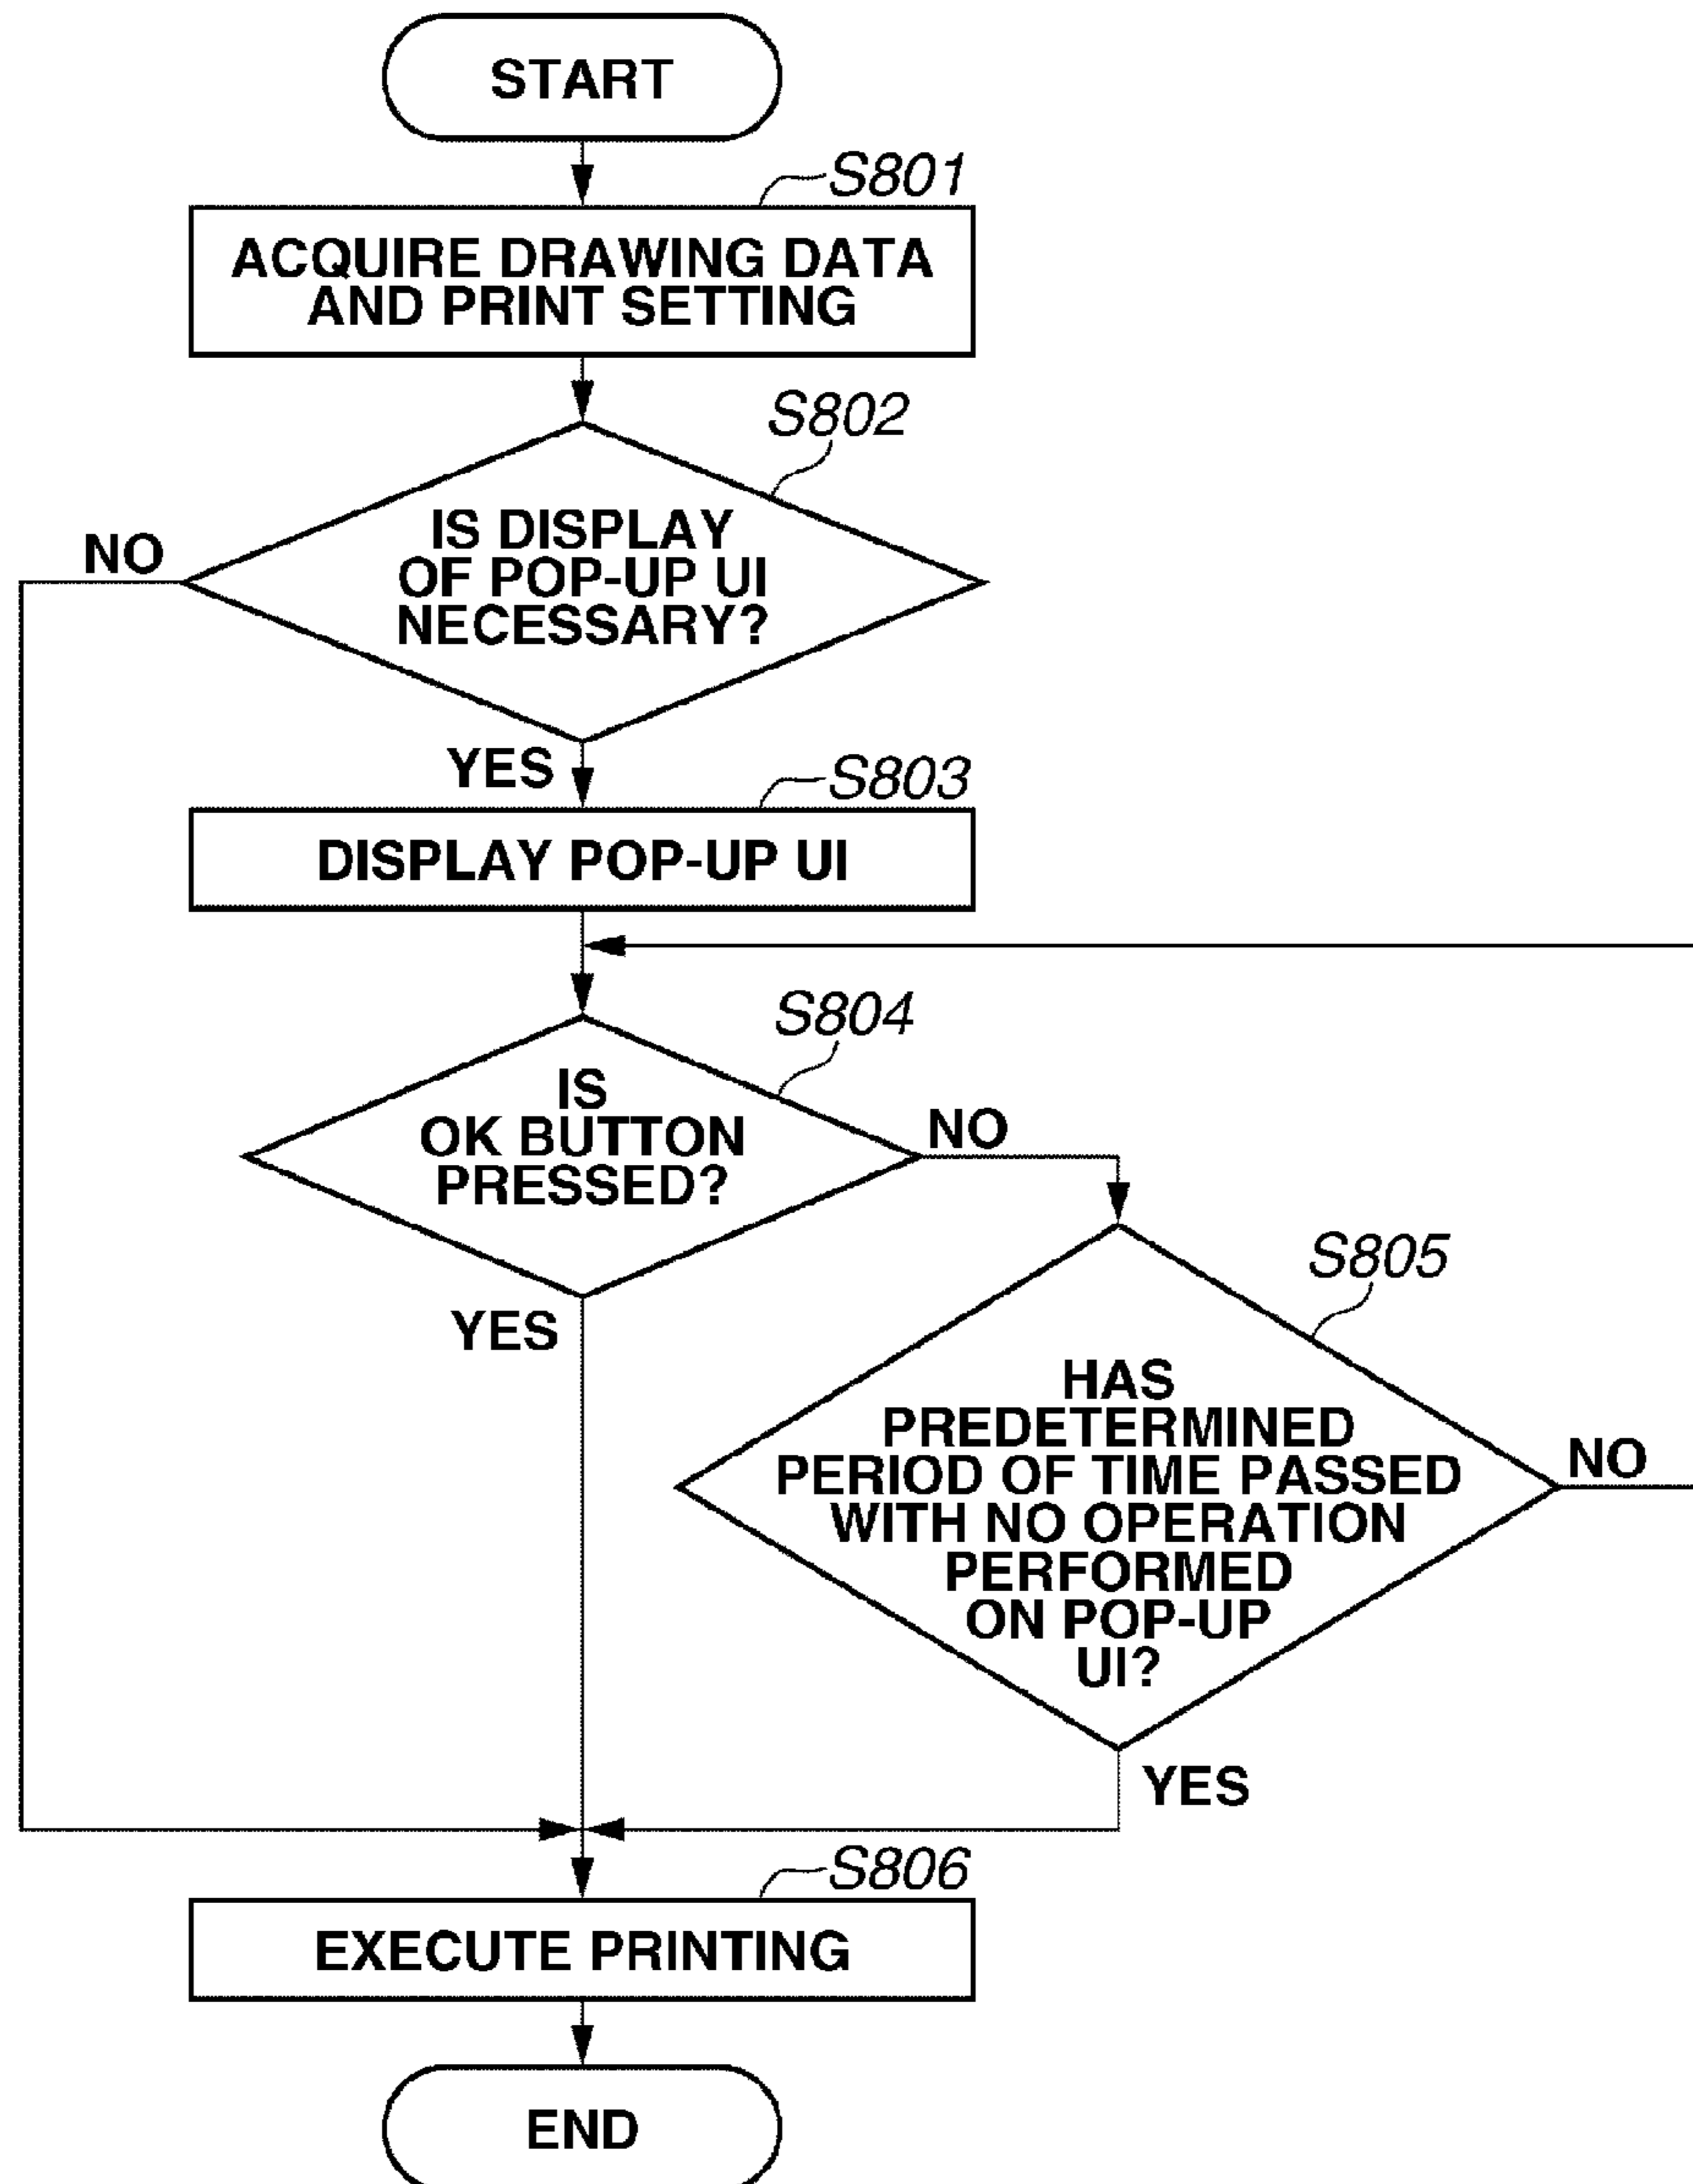 START
S801
ACQUIRE DRAWING DATA
AND PRINT SETTING
S802
NO
IS DISPLAY
OF POP-UP UI
NECESSARY?
YES
S803
DISPLAY POP-UP UI
S804
IS
OK BUTTON
PRESSED?
NO
YES
S805
HAS
PREDETERMINED
PERIOD OF TIME PASSED
WITH NO OPERATION
PERFORMED
ON POP-UP
UI?
NO
YES
S806
EXECUTE PRINTING
END